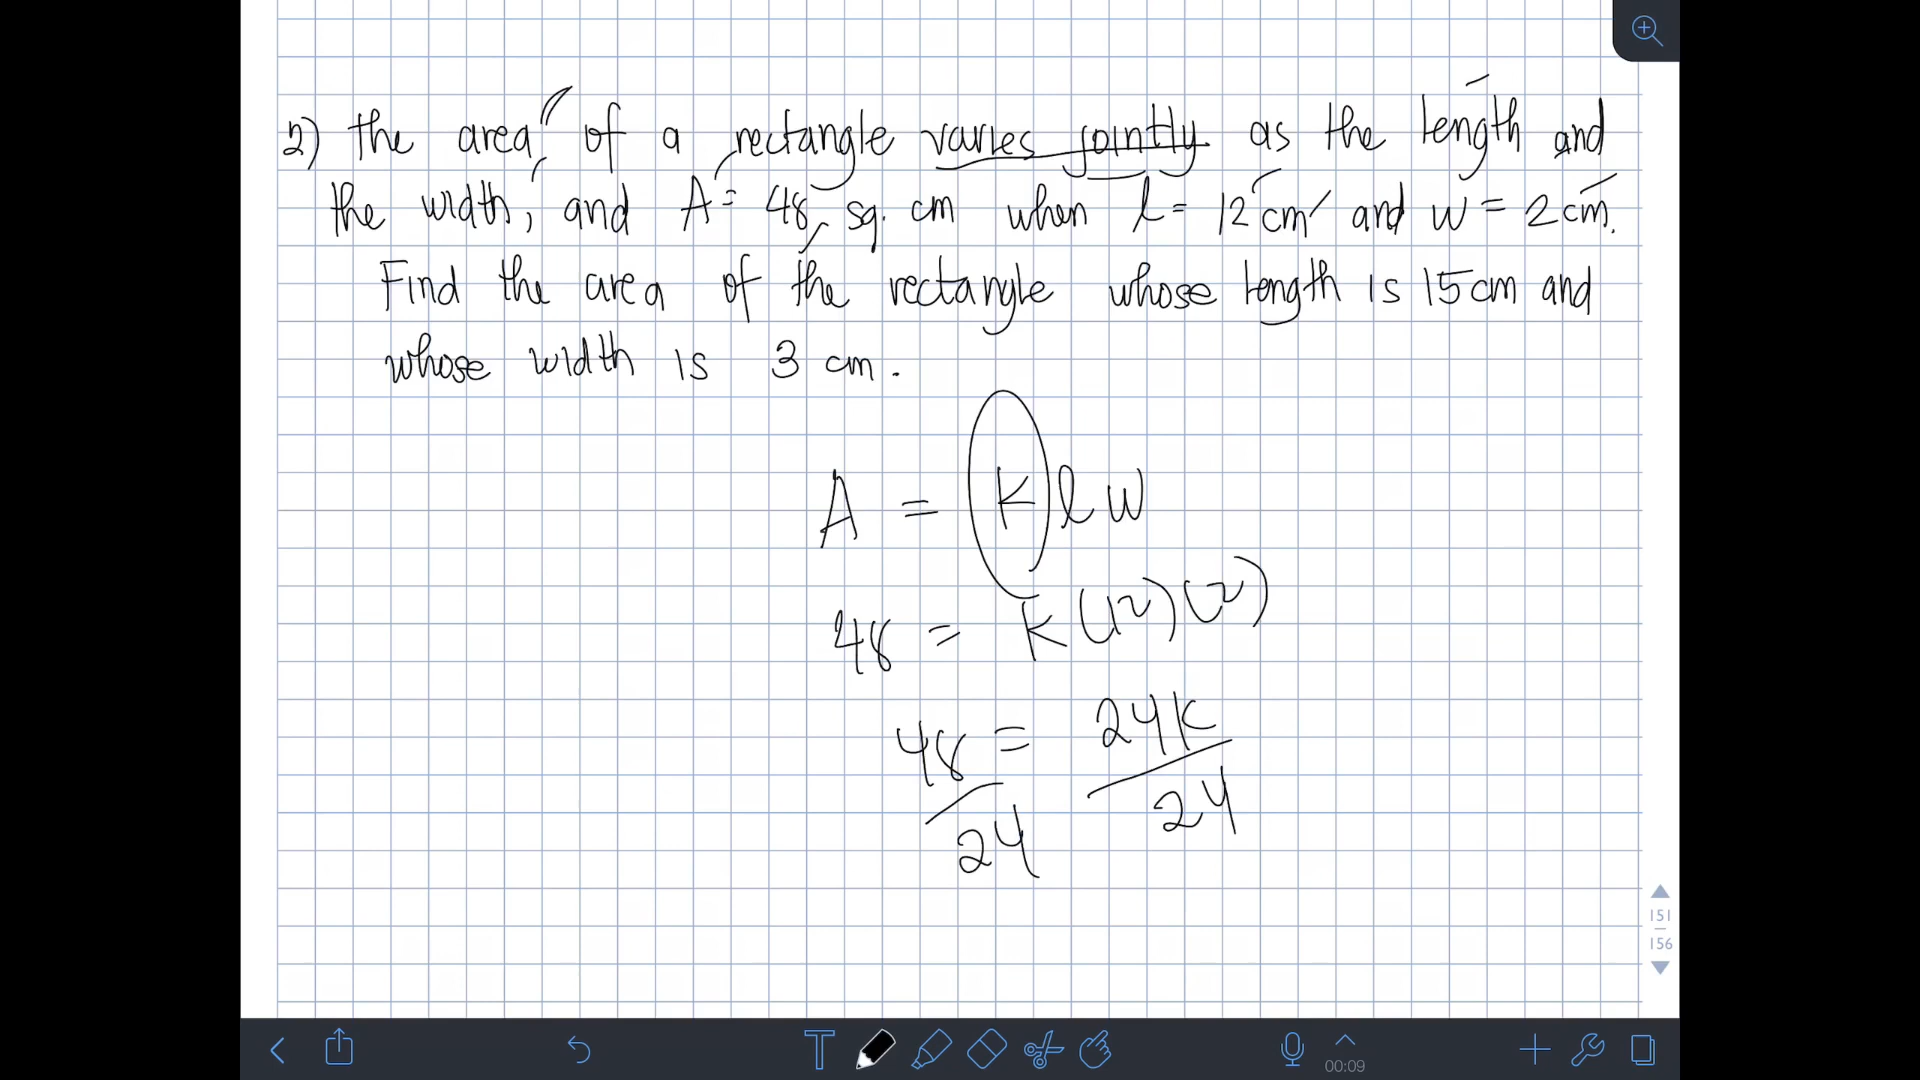 2) the area of a rectangle varies jointly as the length and
the width, and A = 48 sq. cm when l = 12 cm and w = 2 cm.
Find the area of the rectangle whose length is 15 cm and
whose width is 3 cm.
A = k l w
48 = k (12) (2)
48 = 24k
24 24
151
156
T
00:09